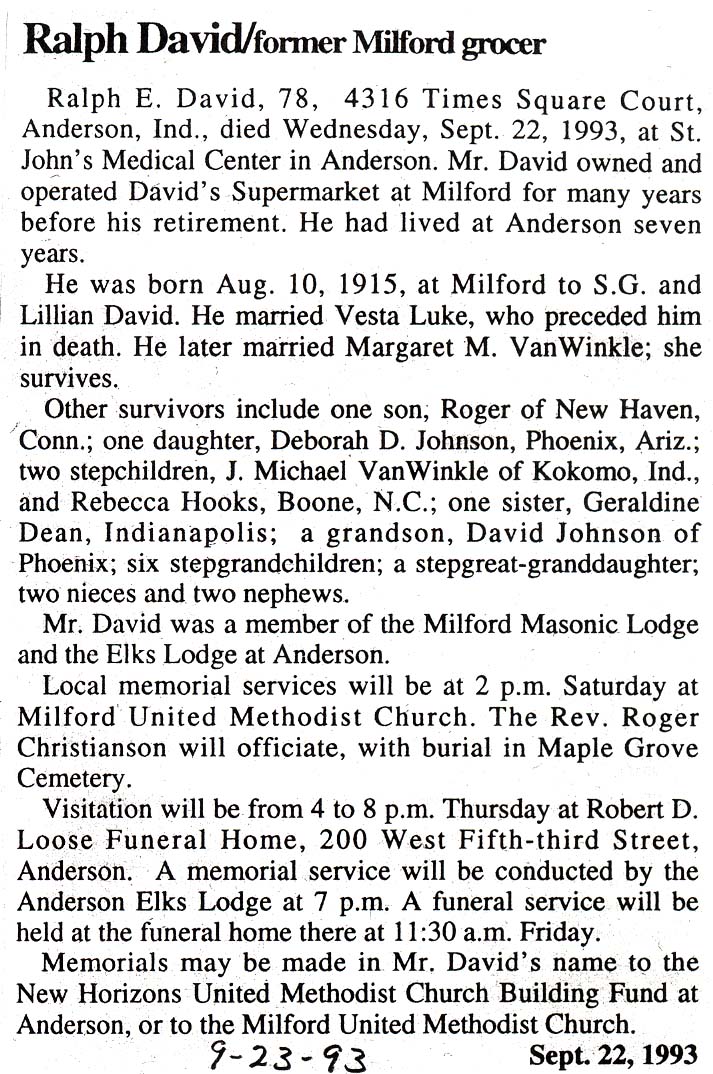 Ralph David/former Milford grocer
Ralph E. David, 78, 4316 Times Square Court,
Anderson, Ind., died Wednesday, Sept. 22, 1993, at St.
John's Medical Center in Anderson. Mr. David owned and
operated David's Supermarket at Milford for many years
before his retirement. He had lived at Anderson seven
years.
He was born Aug. 10, 1915, at Milford to S.G. and
Lillian David. He married Vesta Luke, who preceded him
in death. He later married Margaret M. VanWinkle; she
survives.
Other survivors include one son, Roger of New Haven,
Conn.; one daughter, Deborah D. Johnson, Phoenix, Ariz.;
two stepchildren, J. Michael VanWinkle of Kokomo, Ind.,
and Rebecca Hooks, Boone, N.C.; one sister, Geraldine
Dean, Indianapolis; a grandson, David Johnson of
Phoenix; six stepgrandchildren; a stepgreat-granddaughter;
two nieces and two nephews.
Mr. David was a member of the Milford Masonic Lodge
and the Elks Lodge at Anderson.
Local memorial services will be at 2 p.m. Saturday at
Milford United Methodist Church. The Rev. Roger
Christianson will officiate, with burial in Maple Grove
Cemetery.
Visitation will be from 4 to 8 p.m. Thursday at Robert D.
Loose Funeral Home, 200 West Fifth-third Street,
Anderson. A memorial service will be conducted by the
Anderson Elks Lodge at 7 p.m. A funeral service will be
held at the funeral home there at 11:30 a.m. Friday.
Memorials may be made in Mr. David's name to the
New Horizons United Methodist Church Building Fund at
Anderson, or to the Milford United Methodist Church.
9-23-93 Sept. 22, 1993